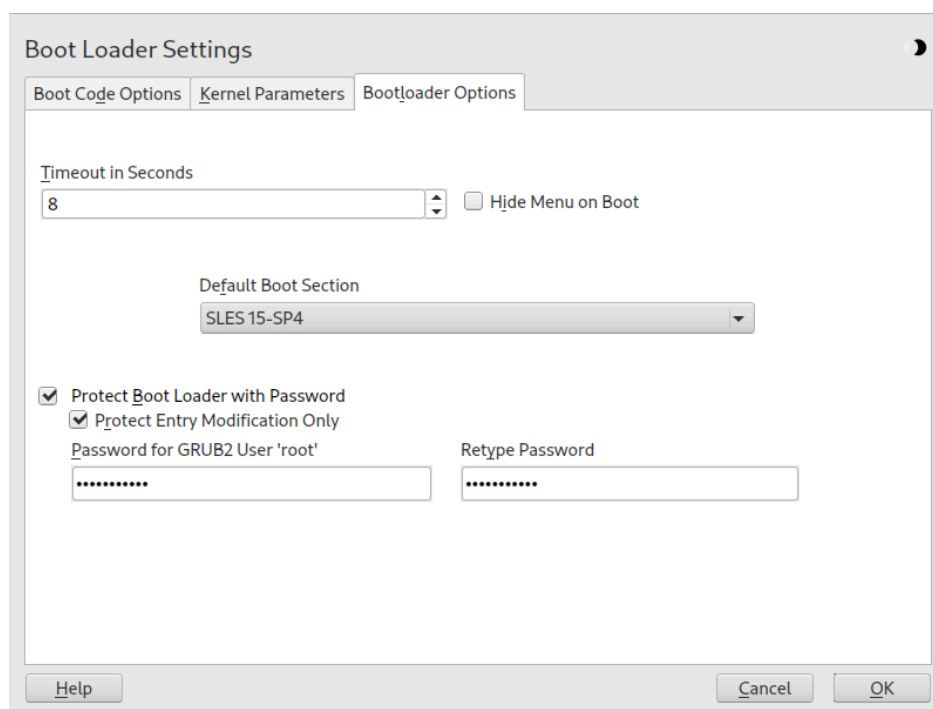 Boot Loader Settings
Boot Code Options Kernel Parameters Bootloader Options
Timeout in Seconds
8 Hide Menu on Boot
Default Boot Section
SLES 15-SP4
Protect Boot Loader with Password
Protect Entry Modification Only
Password for GRUB2 User 'root' Retype Password
••••••••••• •••••••••••
Help Cancel OK